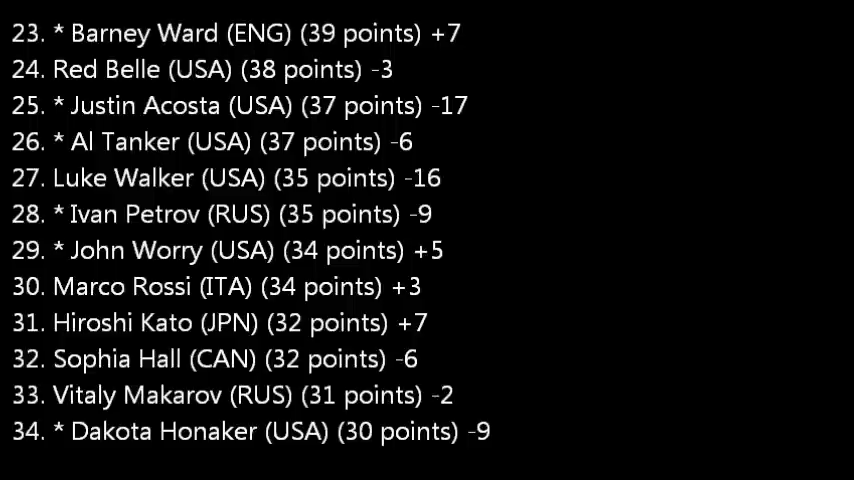 23. * Barney Ward (ENG) (39 points) +7
24. Red Belle (USA) (38 points) -3
25. * Justin Acosta (USA) (37 points) -17
26. * Al Tanker (USA) (37 points) -6
27. Luke Walker (USA) (35 points) -16
28. * Ivan Petrov (RUS) (35 points) -9
29. * John Worry (USA) (34 points) +5
30. Marco Rossi (ITA) (34 points) +3
31. Hiroshi Kato (JPN) (32 points) +7
32. Sophia Hall (CAN) (32 points) -6
33. Vitaly Makarov (RUS) (31 points) -2
34. * Dakota Honaker (USA) (30 points) -9